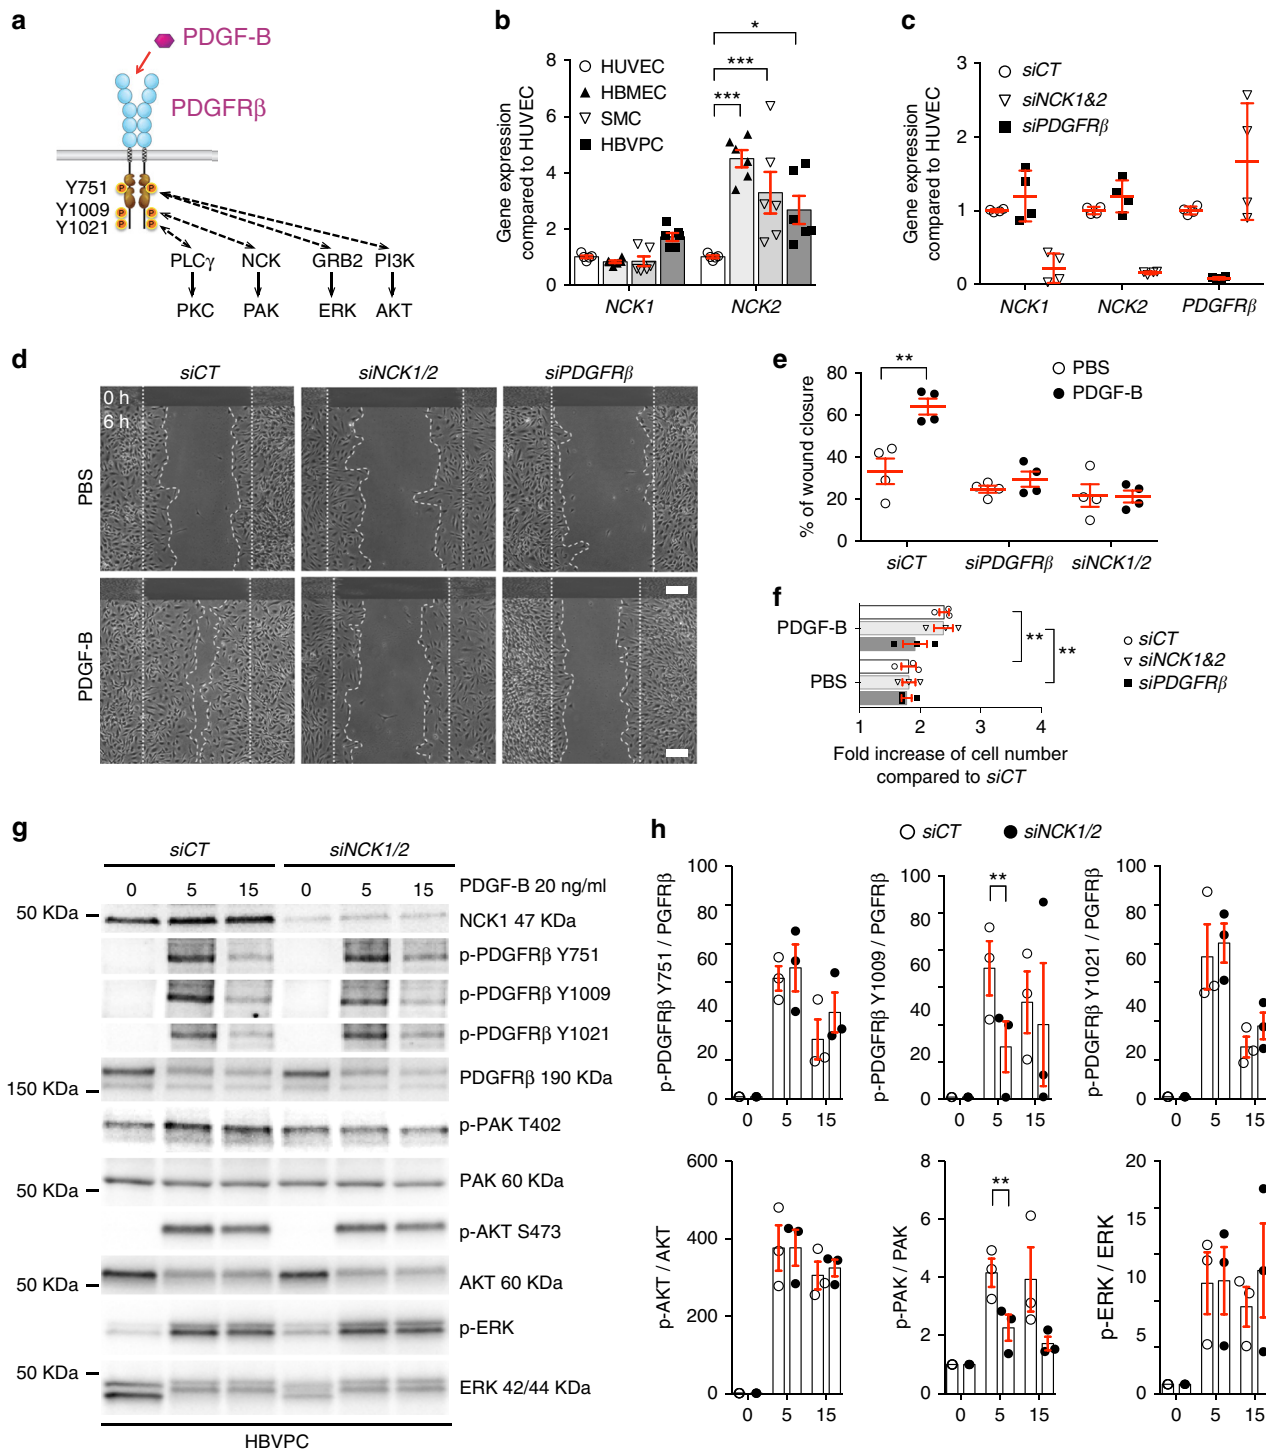 a
PDGF-B
PDGFRβ
Y751
Y1009
Y1021
P P
P P
P P
PLCγ NCK GRB2 PI3K
PKC PAK ERK AKT
b
Gene expression
compared to HUVEC
8
6
4
2
0
HUVEC
HBMEC
SMC
HBVPC
***
***
*
NCK1 NCK2
c
Gene expression
compared to HUVEC
3
2
1
0
siCT
siNCK1&2
siPDGFRβ
NCK1 NCK2 PDGFRβ
d
siCT siNCK1/2 siPDGFRβ
0 h
6 h
PBS
PDGF-B
e
% of wound closure
80
60
40
20
0
**
PBS
PDGF-B
siCT siPDGFRβ siNCK1/2
f
PDGF-B
PBS
**
**
siCT
siNCK1&2
siPDGFRβ
1 2 3 4
Fold increase of cell number
compared to siCT
g
siCT siNCK1/2
0 5 15 0 5 15 PDGF-B 20 ng/ml
50 KDa NCK1 47 KDa
p-PDGFRβ Y751
p-PDGFRβ Y1009
p-PDGFRβ Y1021
PDGFRβ 190 KDa
150 KDa
p-PAK T402
PAK 60 KDa
50 KDa
p-AKT S473
AKT 60 KDa
50 KDa
p-ERK
50 KDa
ERK 42/44 KDa
HBVPC
h
siCT siNCK1/2
p-PDGFRβ Y751 / PGFRβ
100
80
60
40
20
0
0 5 15
p-PDGFRβ Y1009 / PGFRβ
100
80
60
40
20
0
**
0 5 15
p-PDGFRβ Y1021 / PGFRβ
100
80
60
40
20
0
0 5 15
p-AKT / AKT
600
400
200
0
0 5 15
p-PAK / PAK
8
6
4
2
0
**
0 5 15
p-ERK / ERK
20
15
10
5
0
0 5 15